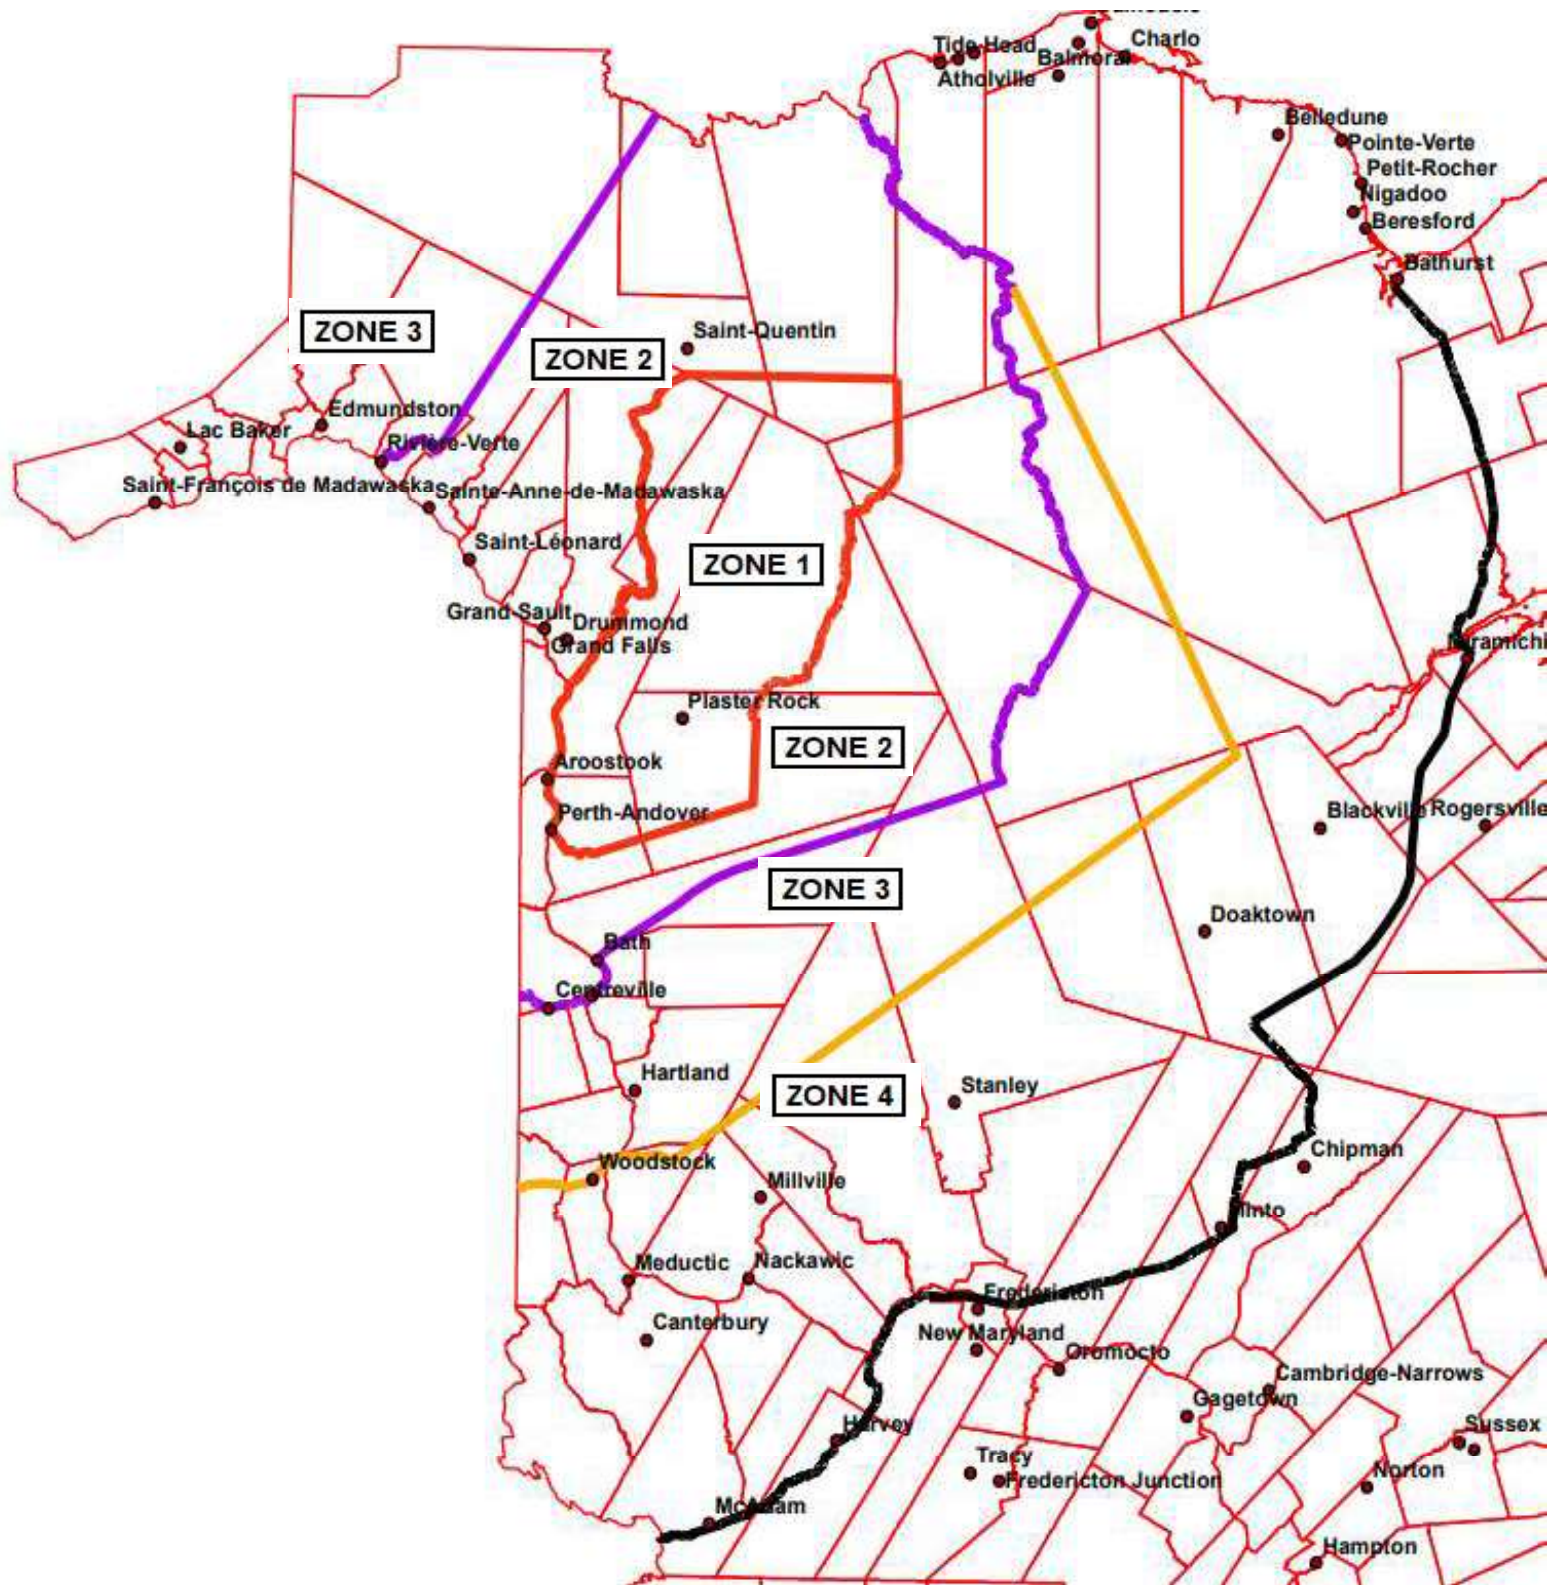 Charlo
Tide Head
Balmoral
Atholville
Belledune
Pointe-Verte
Petit-Rocher
Nigadoo
Beresford
Bathurst
ZONE 3
Saint-Quentin
ZONE 2
Edmundston
Lac Baker
Rivière-Verte
Saint-François de Madawaska
Sainte-Anne-de-Madawaska
Saint-Léonard
ZONE 1
Grand-Sault
Drummond
Grand Falls
Miramichi
Plaster Rock
ZONE 2
Aroostook
Perth-Andover
Blackville
Rogersville
ZONE 3
Doaktown
Bath
Centreville
Hartland
Stanley
ZONE 4
Chipman
Woodstock
Millville
Minto
Meductic
Nackawic
Fredericton
Canterbury
New Maryland
Oromocto
Cambridge-Narrows
Gagetown
Harvey
Sussex
Tracy
Fredericton Junction
Norton
McAdam
Hampton